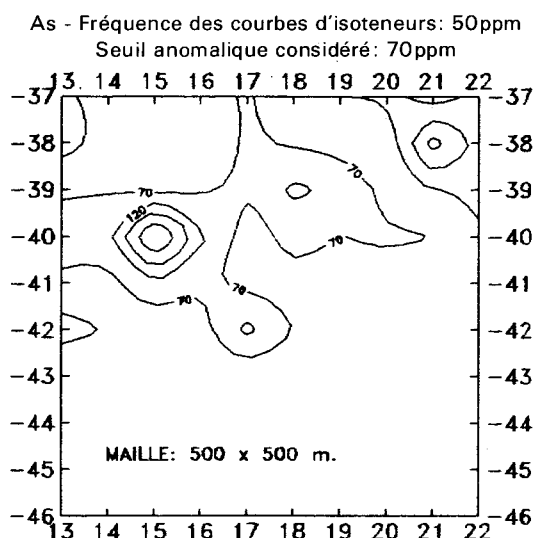 As - Fréquence des courbes d'isoteneurs: 50ppm
Seuil anomalique considéré: 70ppm
13. 14 15 16 17 18 19 20 21 22
-37 -37
-38 -38
-39 70 70 -39
120
-40 70 -40
-41 -41
70 70
-42 -42
-43 -43
-44 -44
MAILLE: 500 x 500 m.
-45 -45
-46 -46
13 14 15 16 17 18 19 20 21 22